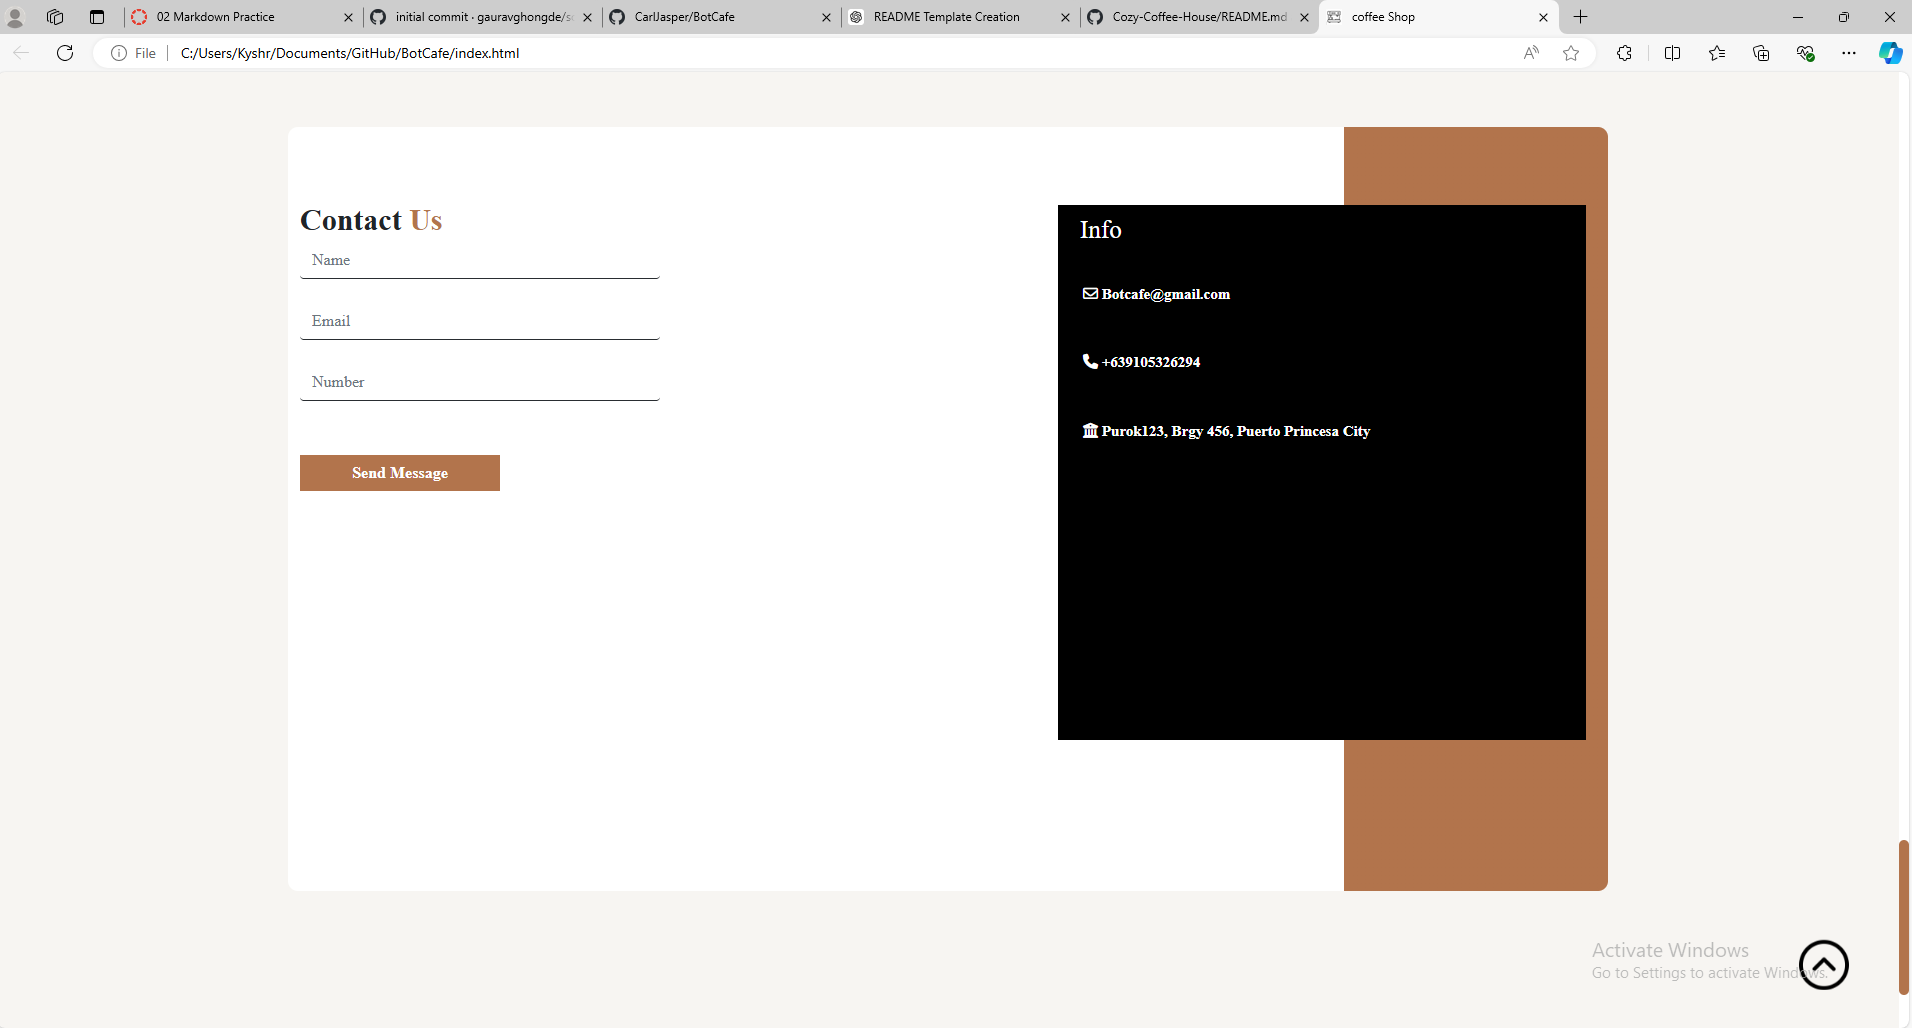 02 Markdown Practice
initial commit · gauravghongde/s
CarlJasper/BotCafe
README Template Creation
Cozy-Coffee-House/README.md
coffee Shop
File
C:/Users/Kyshr/Documents/GitHub/BotCafe/index.html
Contact Us
Name
Email
Number
Send Message
Info
Botcafe@gmail.com
+639105326294
Purok123, Brgy 456, Puerto Princesa City
Activate Windows
Go to Settings to activate Windows.